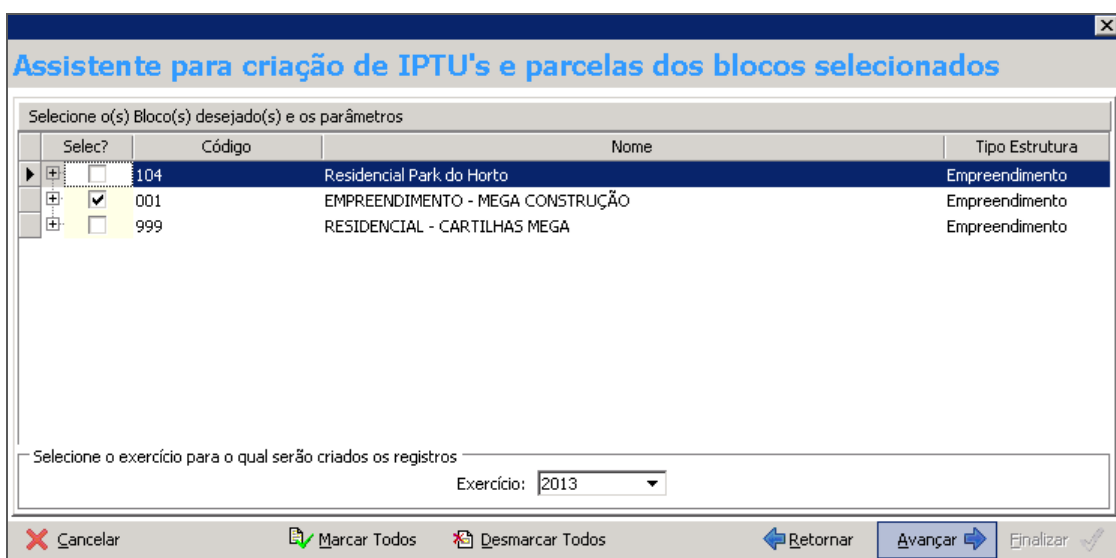 Assistente para criação de IPTU's e parcelas dos blocos selecionados
Selecione o(s) Bloco(s) desejado(s) e os parâmetros
Selec? Código Nome Tipo Estrutura
104 Residencial Park do Horto Empreendimento
001 EMPREENDIMENTO - MEGA CONSTRUÇÃO Empreendimento
999 RESIDENCIAL - CARTILHAS MEGA Empreendimento
Selecione o exercício para o qual serão criados os registros
Exercício: 2013
Cancelar Marcar Todos Desmarcar Todos Retornar Avançar Finalizar